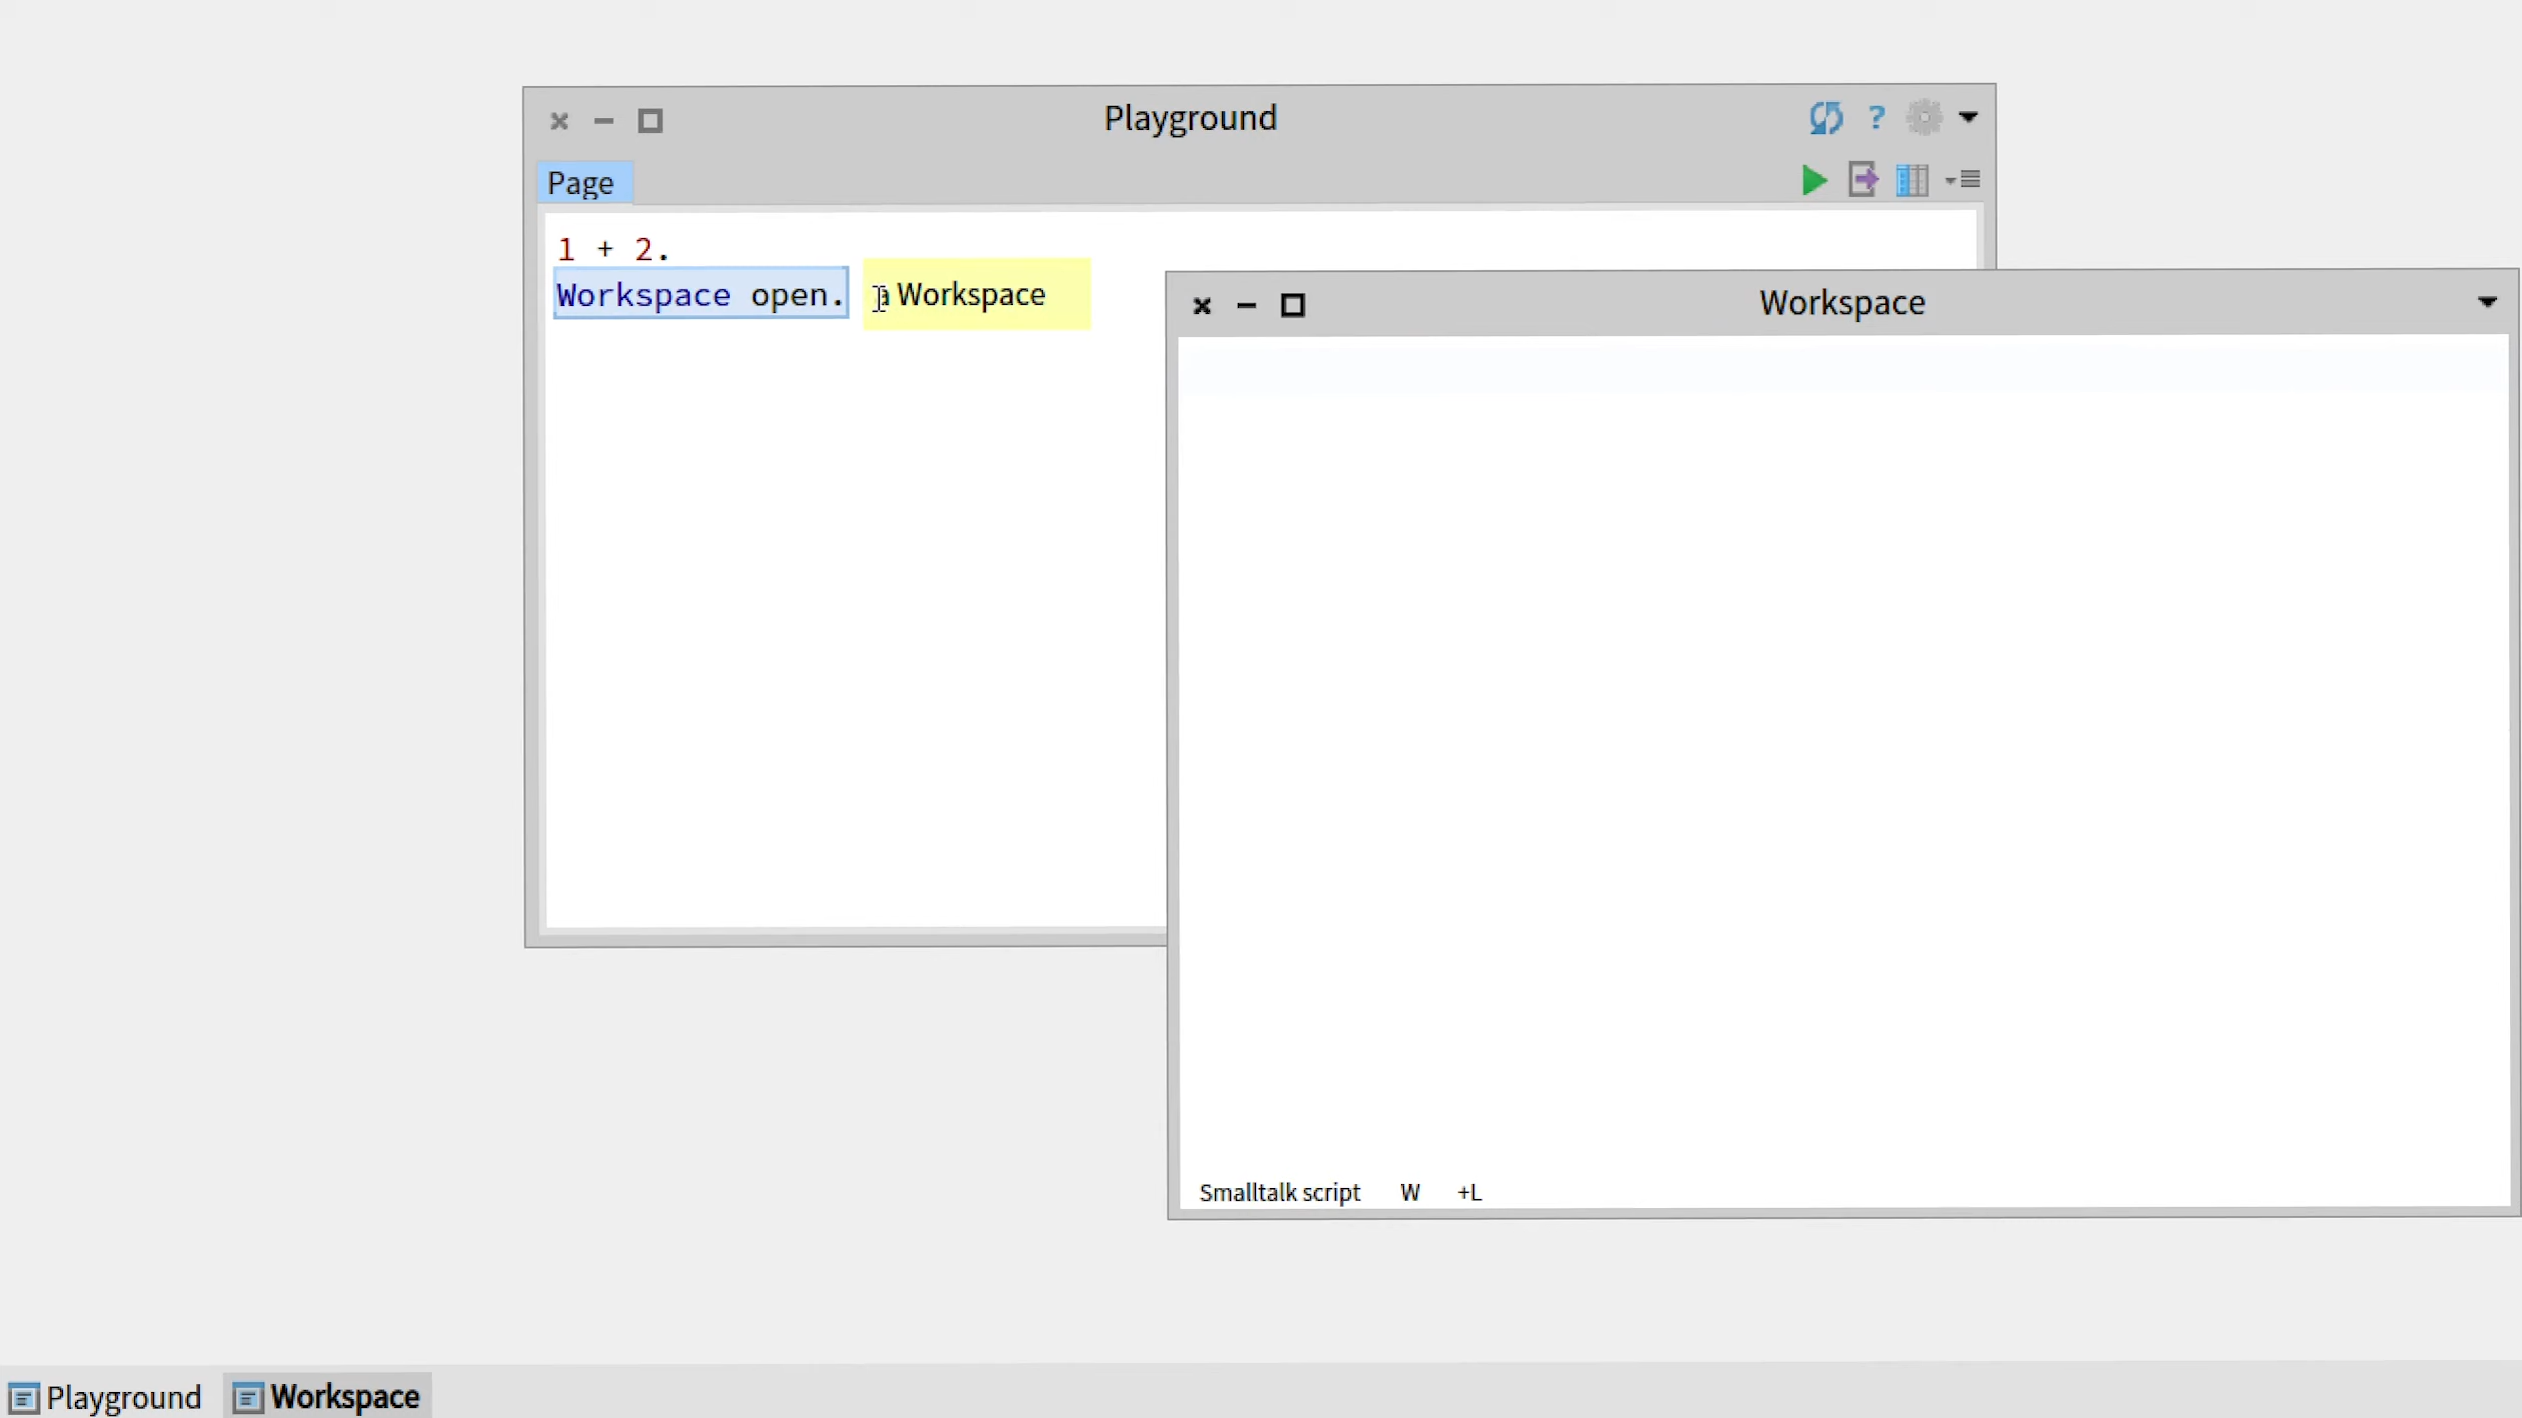 Playground
?
Page
1 + 2.
Workspace open.
Workspace
Workspace
Smalltalk script W +L
Playground
Workspace